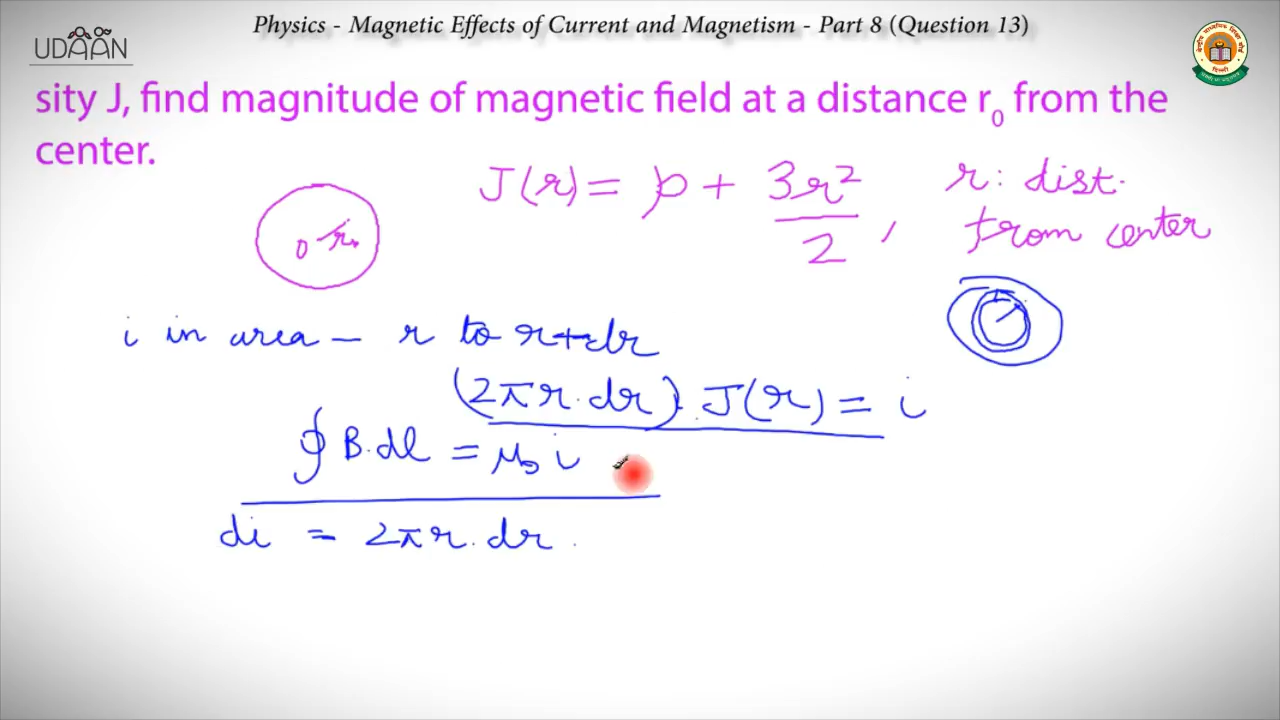 Physics - Magnetic Effects of Current and Magnetism - Part 8 (Question 13)
UDAAN
sity J, find magnitude of magnetic field at a distance r₀ from the
center.
J(r) = ρ + 3r²/2, r: dist. from center
0 r₀
i in area - r to r+dr
(2πr.dr). J(r) = i
∮ B.dl = μ₀ i
di = 2πr.dr.